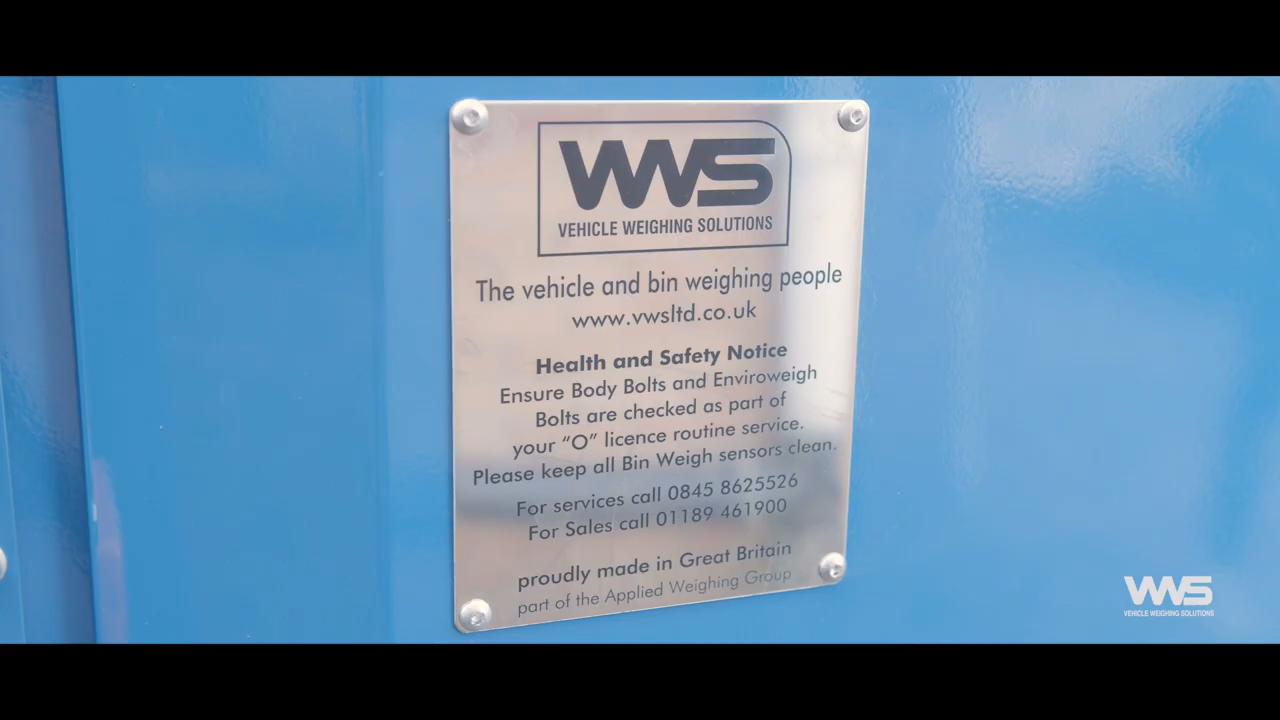 VWS
VEHICLE WEIGHING SOLUTIONS
The vehicle and bin weighing people
www.vwsltd.co.uk
Health and Safety Notice
Ensure Body Bolts and Enviroweigh
Bolts are checked as part of
your “O” licence routine service.
Please keep all Bin Weigh sensors clean.
For services call 0845 8625526
For Sales call 01189 461900
proudly made in Great Britain
part of the Applied Weighing Group
VWS
VEHICLE WEIGHING SOLUTIONS